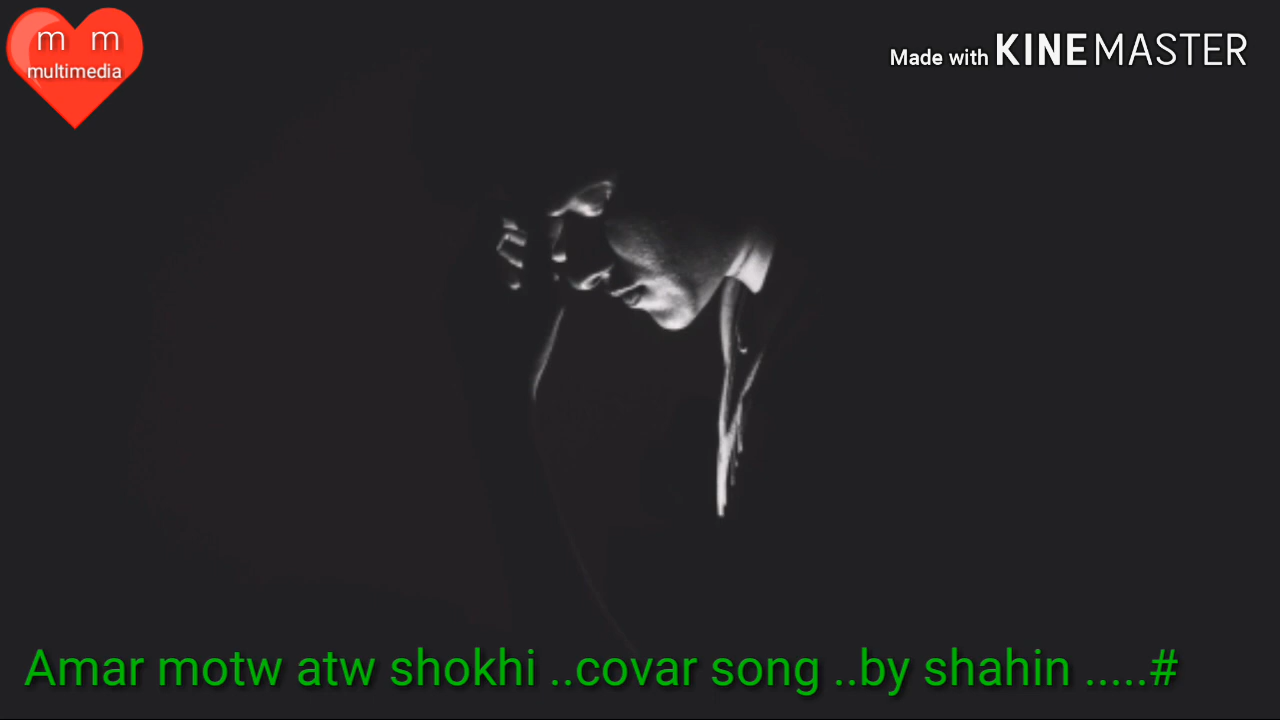 m m
multimedia
Made with KINEMASTER
Amar motw atw shokhi ..covar song ..by shahin .....#